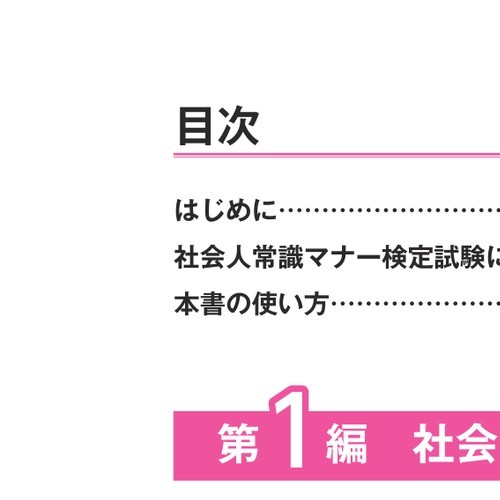 目次
はじめに……………………
社会人常識マナー検定試験に
本書の使い方………………
第1編 社会